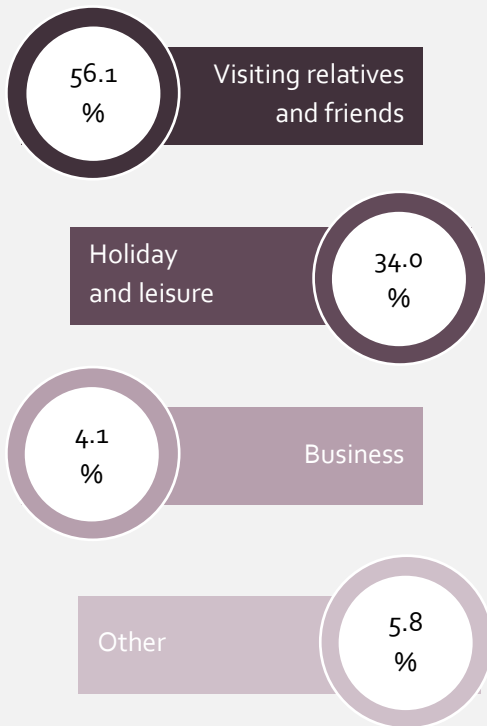 56.1
%
Visiting relatives
and friends
Holiday
and leisure
34.0
%
4.1
%
Business
Other
5.8
%